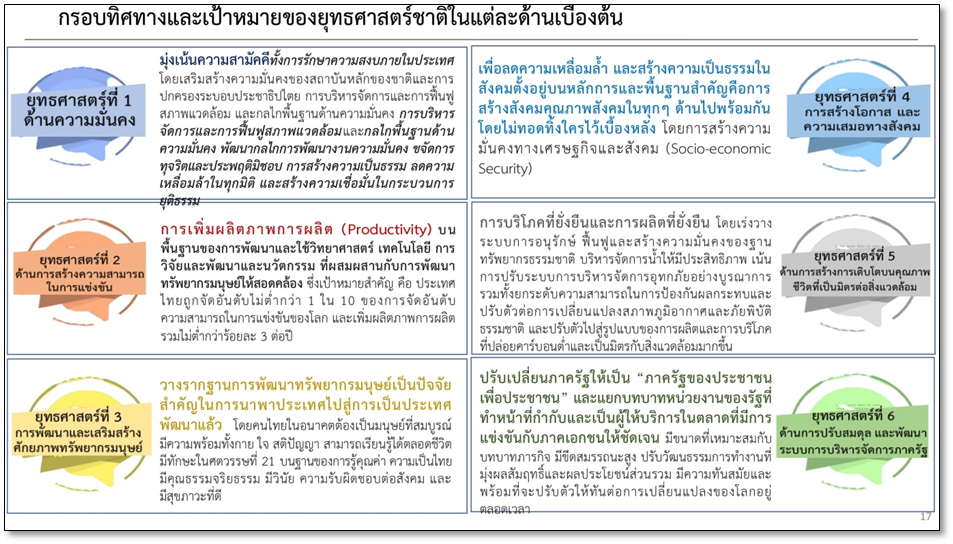 กรอบทิศทางและเป้าหมายของยุทธศาสตร์ชาติในแต่ละด้านเบื้องต้น
ยุทธศาสตร์ที่ 1
ด้านความมั่นคง
มุ่งเน้นความสามัคคีทั้งการรักษาความสงบภายในประเทศ
โดยเสริมสร้างความมั่นคงของสถาบันหลักของชาติและการ
ปกครองระบอบประชาธิปไตย การบริหารจัดการและการฟื้นฟู
สภาพแวดล้อม และกลไกพื้นฐานด้านความมั่นคง การบริหาร
จัดการและการฟื้นฟูสภาพแวดล้อมและกลไกพื้นฐานด้าน
ความมั่นคง พัฒนากลไกการพัฒนางานความมั่นคง ขจัดการ
ทุจริตและประพฤติมิชอบ การสร้างความเป็นธรรม ลดความ
เหลื่อมล้ำในทุกมิติ และสร้างความเชื่อมั่นในกระบวนการ
ยุติธรรม
ยุทธศาสตร์ที่ 2
ด้านการสร้างความสามารถ
ในการแข่งขัน
การเพิ่มผลิตภาพการผลิต (Productivity) บน
พื้นฐานของการพัฒนาและใช้วิทยาศาสตร์ เทคโนโลยี การ
วิจัยและพัฒนาและนวัตกรรม ที่ผสมผสานกับการพัฒนา
ทรัพยากรมนุษย์ให้สอดคล้อง ซึ่งเป้าหมายสำคัญ คือ ประเทศ
ไทยถูกจัดอันดับไม่ต่ำกว่า 1 ใน 10 ของการจัดอันดับ
ความสามารถในการแข่งขันของโลก และเพิ่มผลิตภาพการผลิต
รวมไม่ต่ำกว่าร้อยละ 3 ต่อปี
ยุทธศาสตร์ที่ 3
การพัฒนาและเสริมสร้าง
ศักยภาพทรัพยากรมนุษย์
วางรากฐานการพัฒนาทรัพยากรมนุษย์เป็นปัจจัย
สำคัญในการนาพาประเทศไปสู่การเป็นประเทศ
พัฒนาแล้ว โดยคนไทยในอนาคตต้องเป็นมนุษย์ที่สมบูรณ์
มีความพร้อมทั้งกาย ใจ สติปัญญา สามารถเรียนรู้ได้ตลอดชีวิต
มีทักษะในศตวรรษที่ 21 บนฐานของการรู้คุณค่า ความเป็นไทย
มีคุณธรรมจริยธรรม มีวินัย ความรับผิดชอบต่อสังคม และ
มีสุขภาวะที่ดี
เพื่อลดความเหลื่อมล้ำ และสร้างความเป็นธรรมใน
สังคมตั้งอยู่บนหลักการและพื้นฐานสำคัญคือการ
สร้างสังคมคุณภาพสังคมในทุกๆ ด้านไปพร้อมกัน
โดยไม่ทอดทิ้งใครไว้เบื้องหลัง โดยการสร้างความ
มั่นคงทางเศรษฐกิจและสังคม (Socio-economic
Security)
ยุทธศาสตร์ที่ 4
การสร้างโอกาส และ
ความเสมอทางสังคม
การบริโภคที่ยั่งยืนและการผลิตที่ยั่งยืน โดยเร่งวาง
ระบบการอนุรักษ์ ฟื้นฟูและสร้างความมั่นคงของฐาน
ทรัพยากรธรรมชาติ บริหารจัดการน้ำให้มีประสิทธิภาพ เน้น
การปรับระบบการบริหารจัดการอุทกภัยอย่างบูรณาการ
รวมทั้งยกระดับความสามารถในการป้องกันผลกระทบและ
ปรับตัวต่อการเปลี่ยนแปลงสภาพภูมิอากาศและภัยพิบัติ
ธรรมชาติ และปรับตัวไปสู่รูปแบบของการผลิตและการบริโภค
ที่ปล่อยคาร์บอนต่ำและเป็นมิตรกับสิ่งแวดล้อมมากขึ้น
ยุทธศาสตร์ที่ 5
ด้านการสร้างการเติบโตบนคุณภาพ
ชีวิตที่เป็นมิตรต่อสิ่งแวดล้อม
ปรับเปลี่ยนภาครัฐให้เป็น “ภาครัฐของประชาชน
เพื่อประชาชน” และแยกบทบาทหน่วยงานของรัฐที่
ทำหน้าที่กำกับและเป็นผู้ให้บริการในตลาดที่มีการ
แข่งขันกับภาคเอกชนให้ชัดเจน มีขนาดที่เหมาะสมกับ
บทบาทภารกิจ มีขีดสมรรถนะสูง ปรับวัฒนธรรมการทำงานที่
มุ่งผลสัมฤทธิ์และผลประโยชน์ส่วนรวม มีความทันสมัยและ
พร้อมที่จะปรับตัวให้ทันต่อการเปลี่ยนแปลงของโลกอยู่
ตลอดเวลา
ยุทธศาสตร์ที่ 6
ด้านการปรับสมดุล และพัฒนา
ระบบการบริหารจัดการภาครัฐ
17